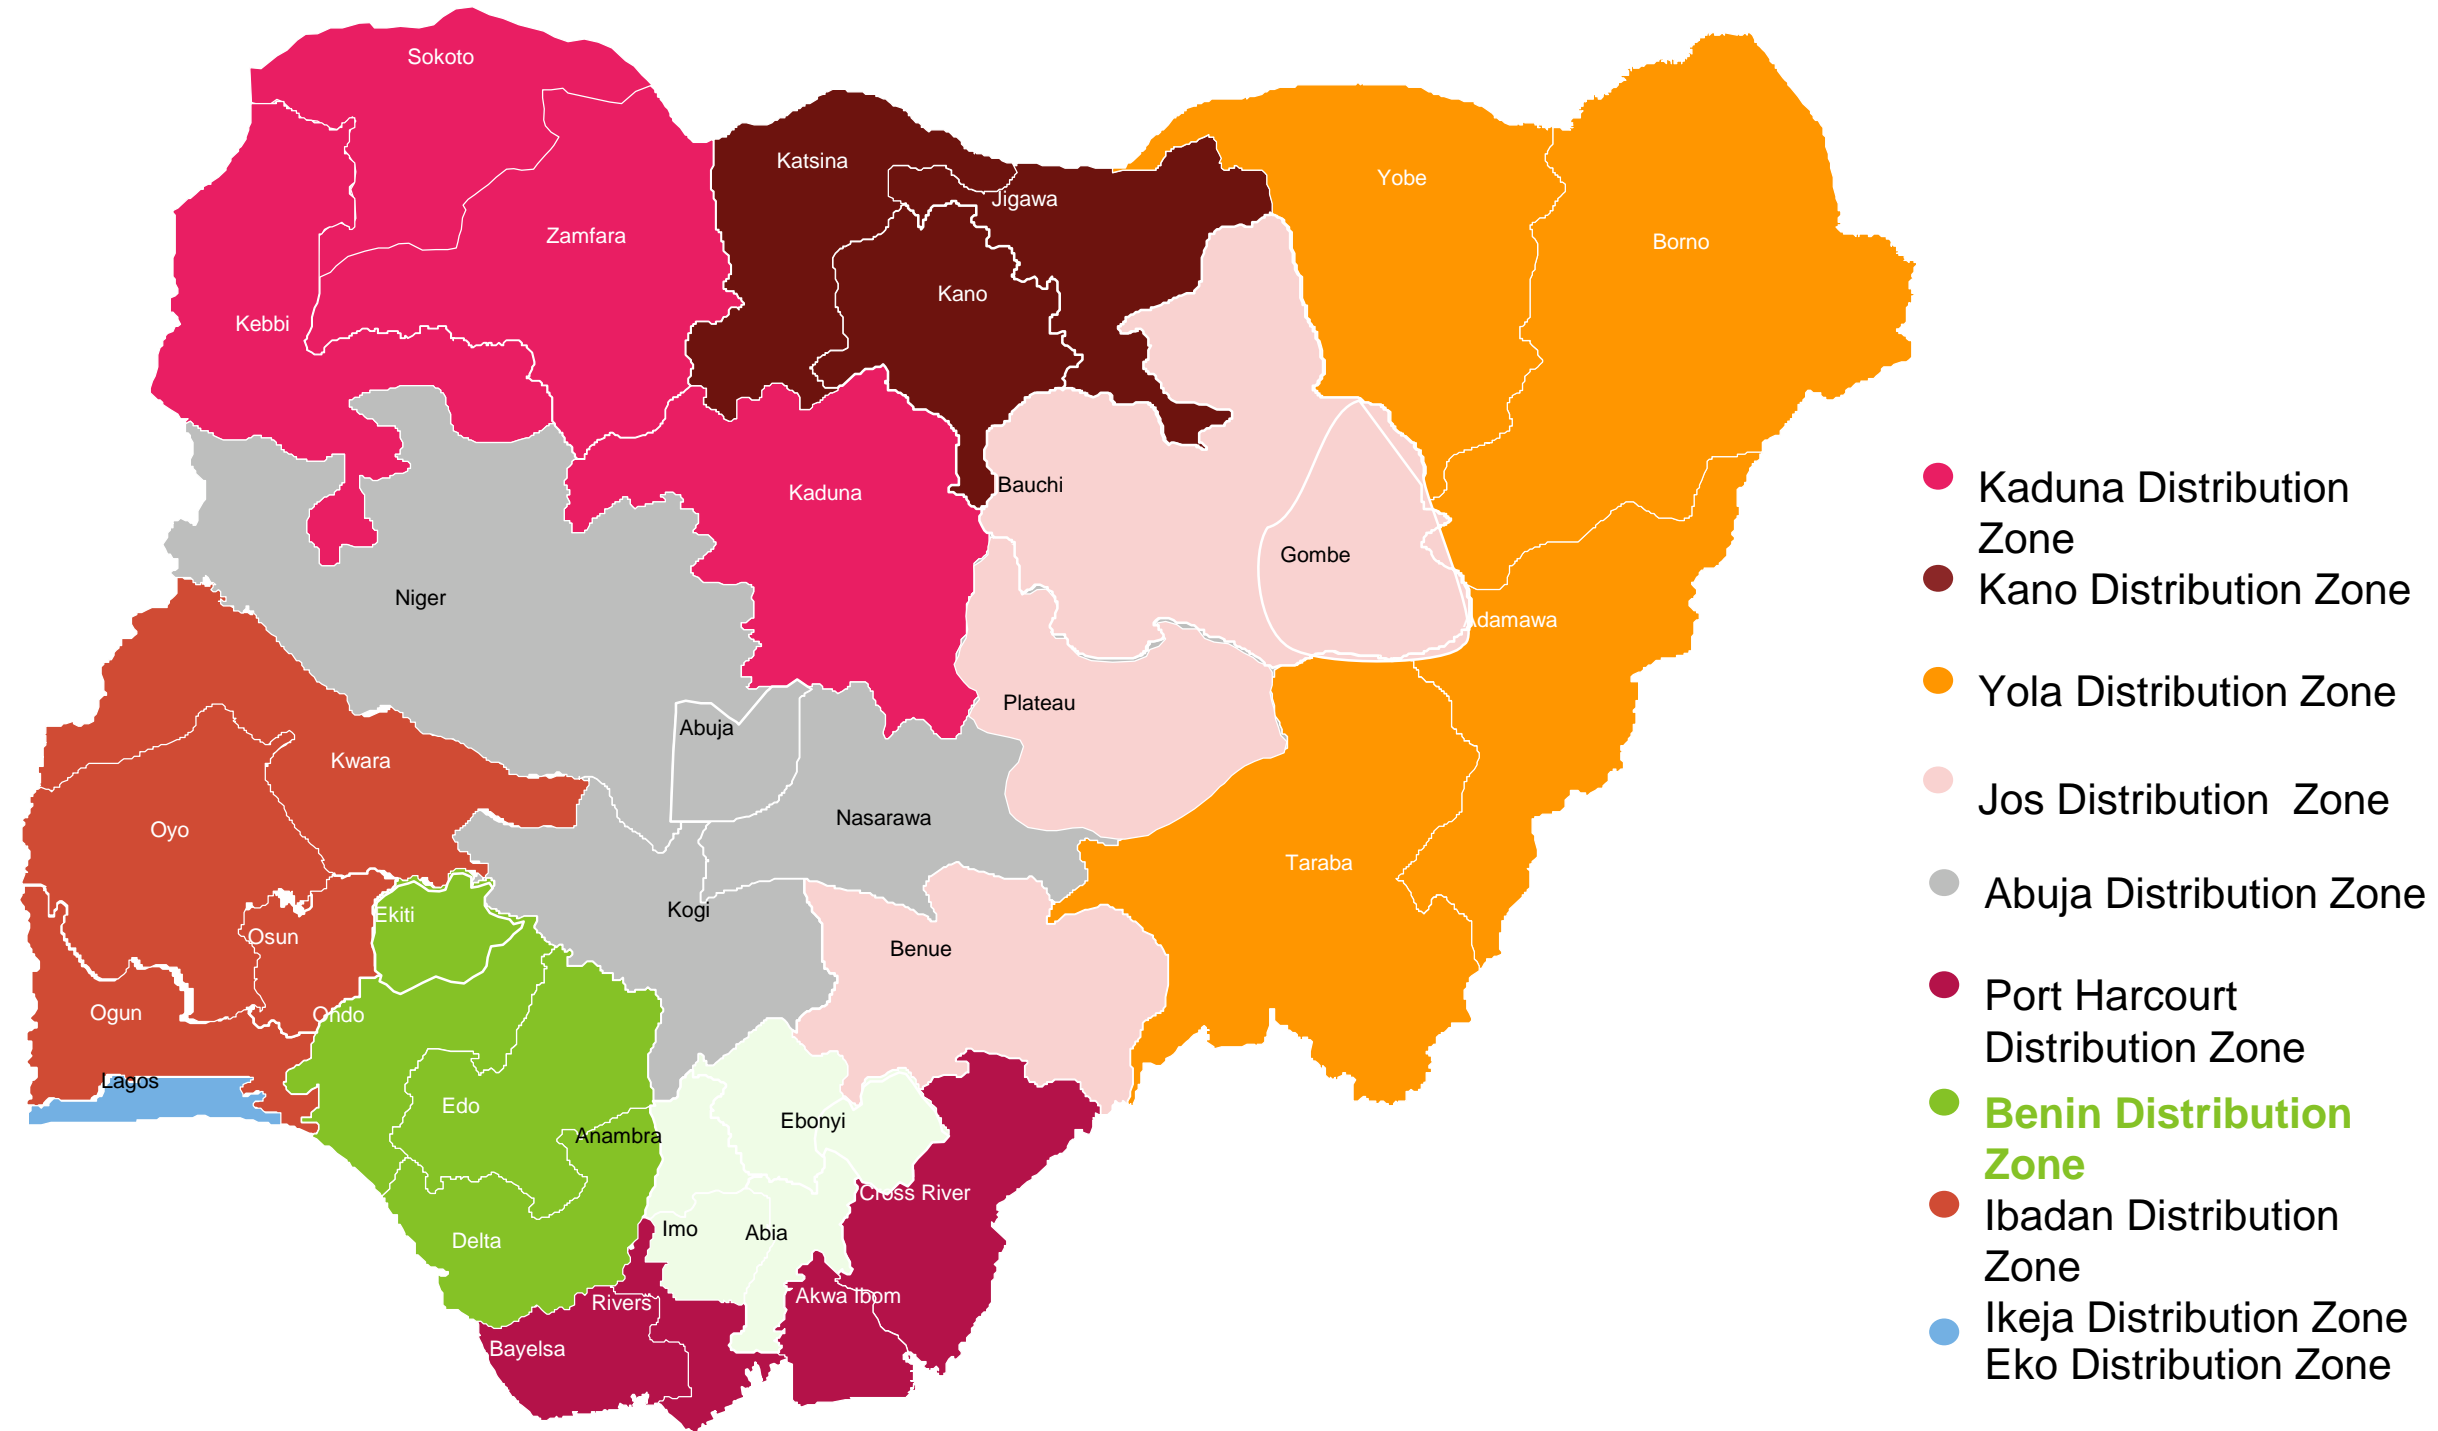 Sokoto
Katsina
Yobe
Jigawa
Zamfara
Borno
Kano
Kebbi
Bauchi
Kaduna
Gombe
Niger
Adamawa
Plateau
Abuja
Kwara
Nasarawa
Oyo
Taraba
Kogi
Ekiti
Osun
Benue
Ogun
Ondo
Lagos
Edo
Ebonyi
Anambra
Cross River
Imo
Abia
Delta
Akwa Ibom
Rivers
Bayelsa
Kaduna Distribution
Zone
Kano Distribution Zone
Yola Distribution Zone
Jos Distribution Zone
Abuja Distribution Zone
Port Harcourt
Distribution Zone
Benin Distribution
Zone
Ibadan Distribution
Zone
Ikeja Distribution Zone
Eko Distribution Zone